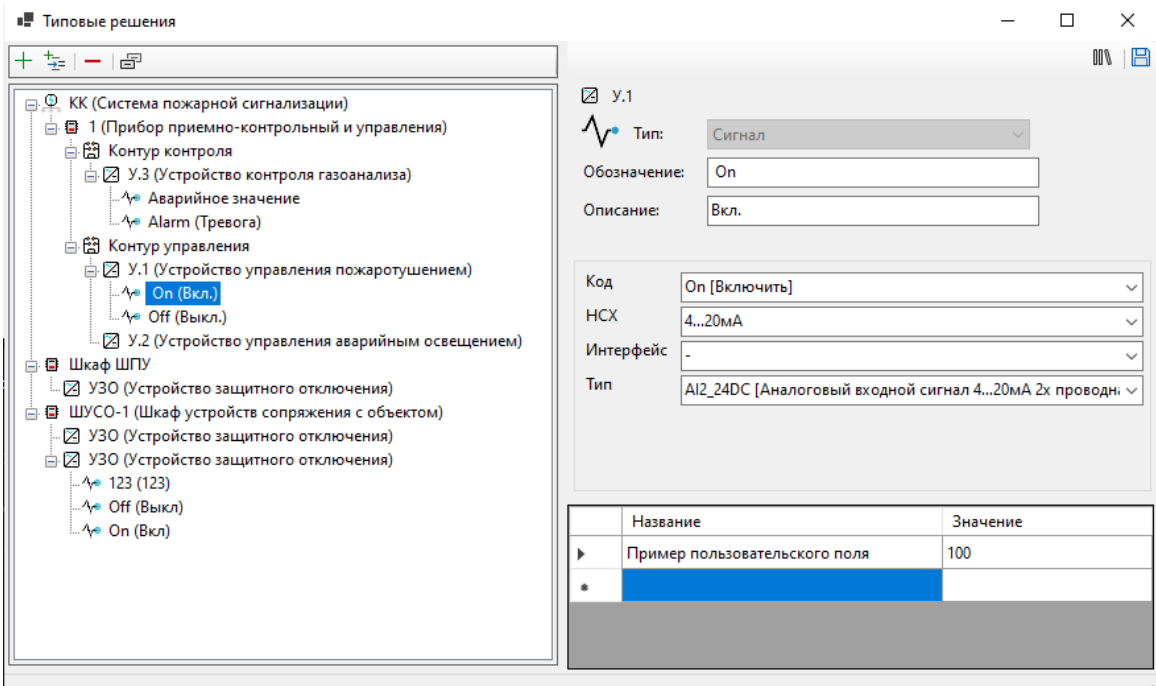 Типовые решения
КК (Система пожарной сигнализации)
1 (Прибор приемно-контрольный и управления)
Контур контроля
У.3 (Устройство контроля газоанализа)
Аварийное значение
Alarm (Тревога)
Контур управления
У.1 (Устройство управления пожаротушением)
On (Вкл.)
Off (Выкл.)
У.2 (Устройство управления аварийным освещением)
Шкаф ШПУ
УЗО (Устройство защитного отключения)
ШУСО-1 (Шкаф устройств сопряжения с объектом)
УЗО (Устройство защитного отключения)
УЗО (Устройство защитного отключения)
123 (123)
Off (Выкл)
On (Вкл)
У.1
Тип: Сигнал
Обозначение: On
Описание: Вкл.
Код On [Включить]
НСХ 4...20мА
Интерфейс -
Тип AI2_24DC [Аналоговый входной сигнал 4...20мА 2х проводн
Название Значение
Пример пользовательского поля 100